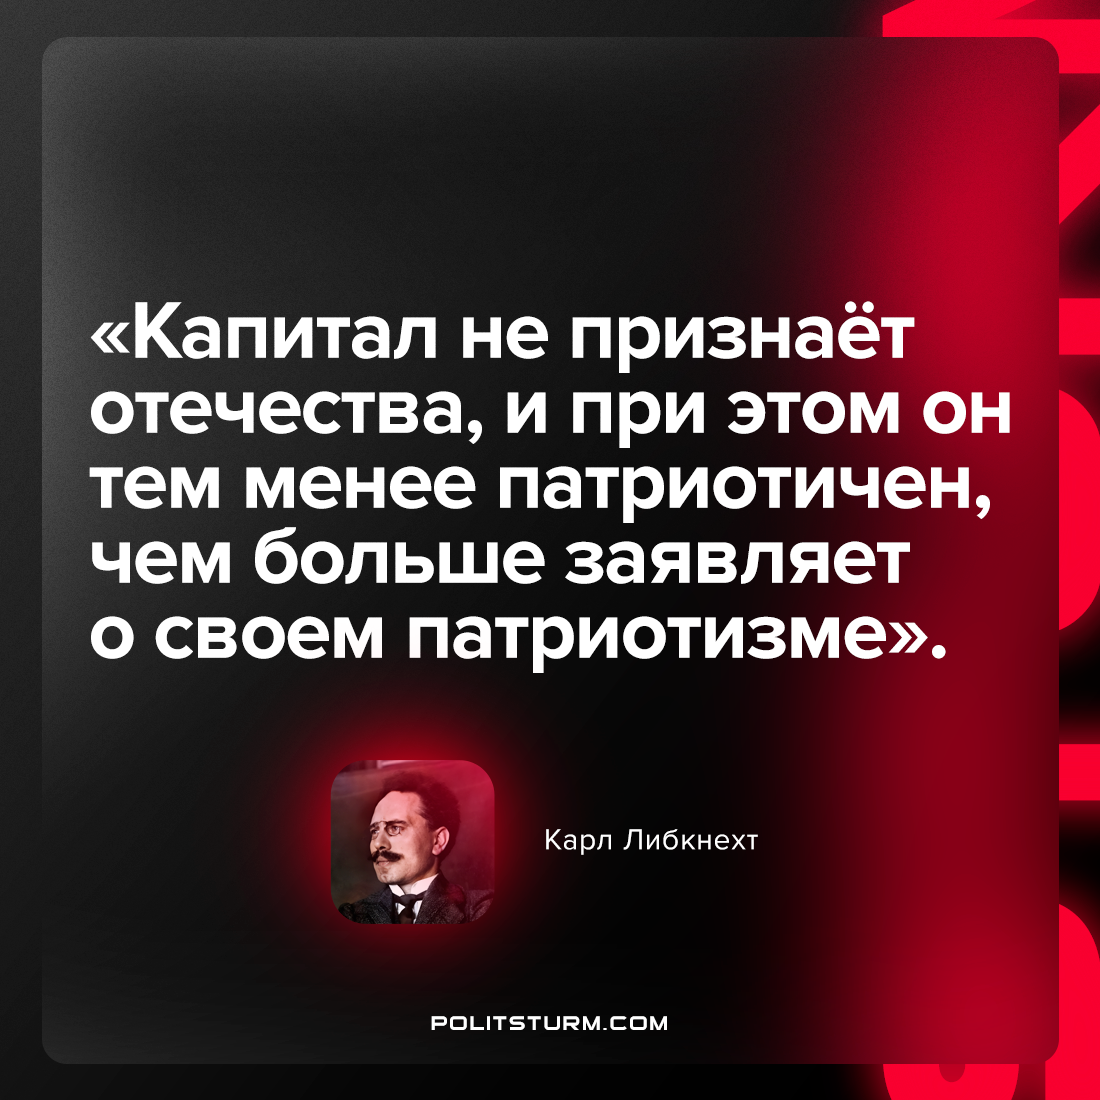 «Капитал не признаёт
отечества, и при этом он
тем менее патриотичен,
чем больше заявляет
о своем патриотизме».
Карл Либкнехт
POLITSTURM.COM